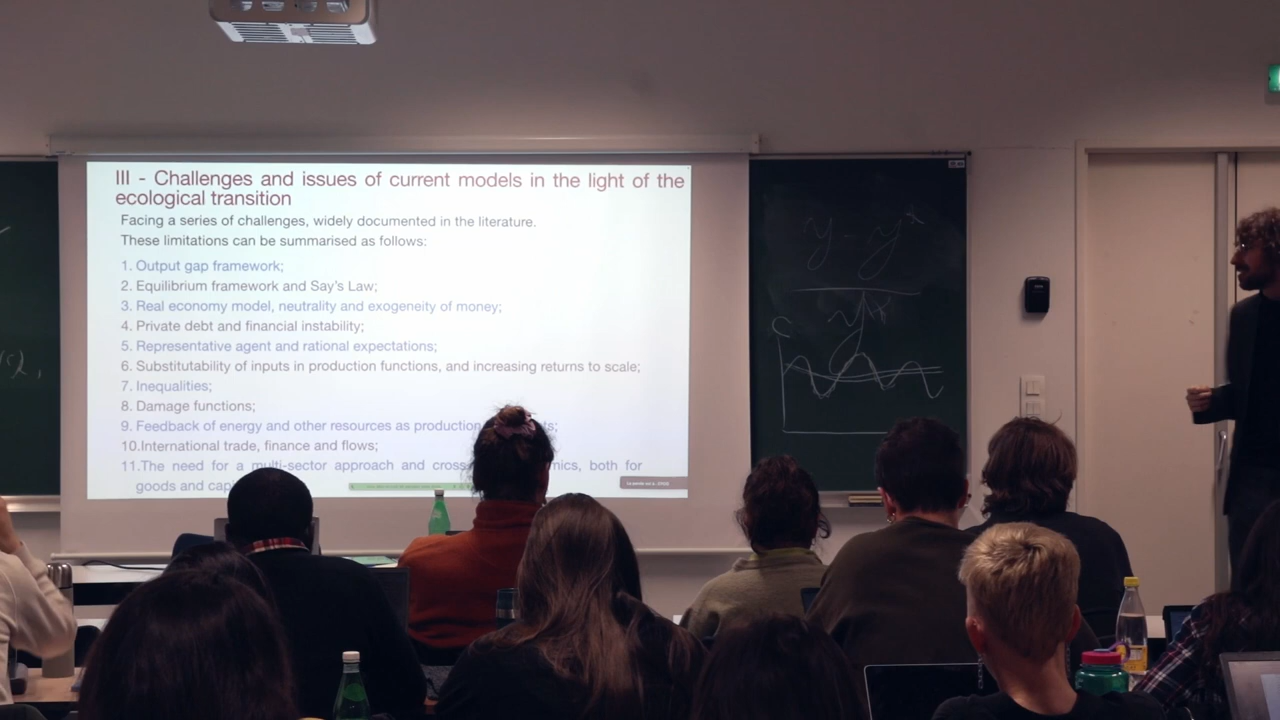 III - Challenges and issues of current models in the light of the
ecological transition
Facing a series of challenges, widely documented in the literature.
These limitations can be summarised as follows:
1. Output gap framework;
2. Equilibrium framework and Say's Law;
3. Real economy model, neutrality and exogeneity of money;
4. Private debt and financial instability;
5. Representative agent and rational expectations;
6. Substitutability of inputs in production functions, and increasing returns to scale;
7. Inequalities;
8. Damage functions;
9. Feedback of energy and other resources as production
10.International trade, finance and flows;
11.The need for a multi-sector approach and both for
goods and
y - y*
y*